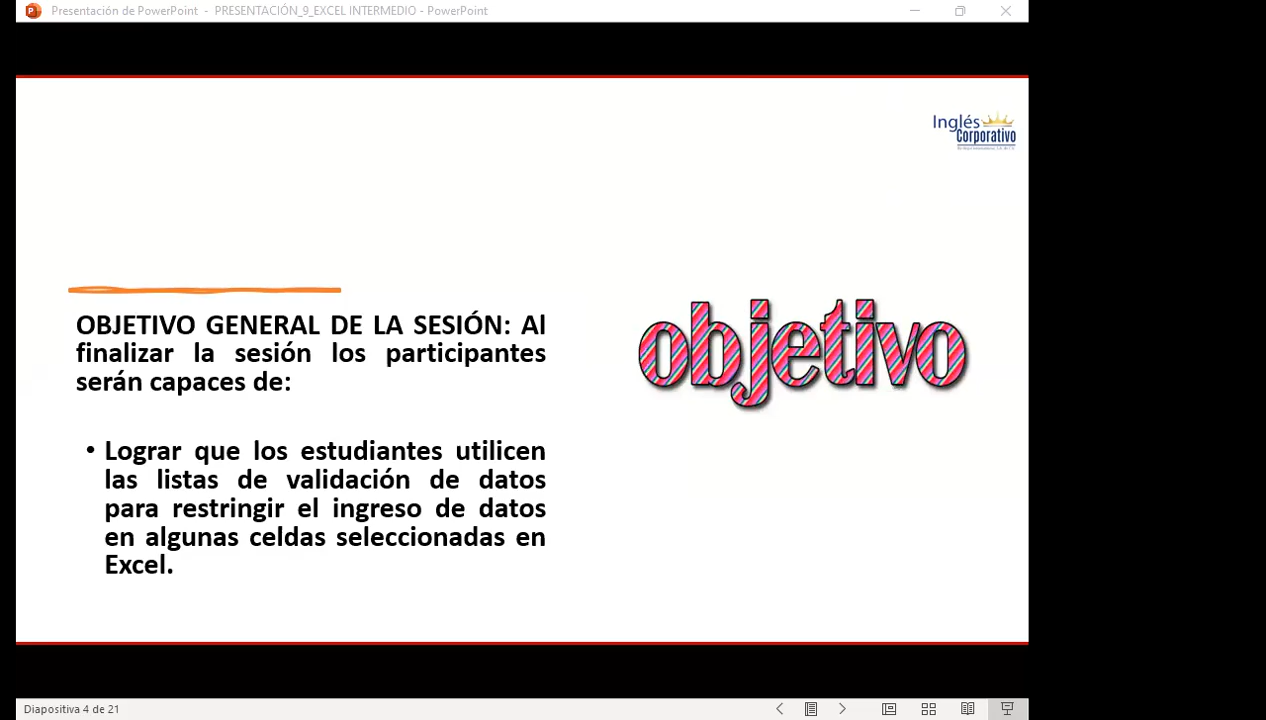 Presentación de PowerPoint - PRESENTACIÓN_9_EXCEL INTERMEDIO - PowerPoint
Inglés
Corporativo
OBJETIVO GENERAL DE LA SESIÓN: Al
finalizar la sesión los participantes
serán capaces de:
objetivo
• Lograr que los estudiantes utilicen
las listas de validación de datos
para restringir el ingreso de datos
en algunas celdas seleccionadas en
Excel.
Diapositiva 4 de 21